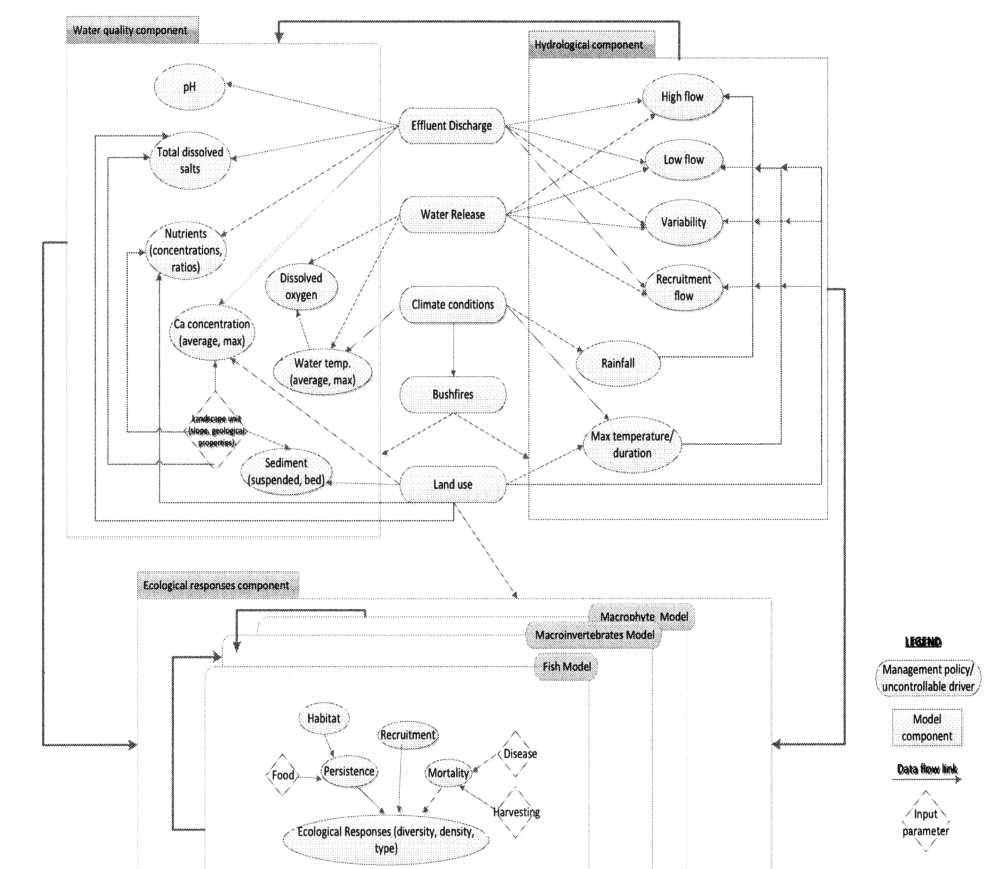 Water quality component
Hydrological component
pH
Effluent Discharge
High flow
Total dissolved
salts
Low flow
Water Release
Variability
Nutrients
(concentrations,
ratios)
Dissolved
oxygen
Recruitment
flow
Climate conditions
Ca concentration
(average, max)
Water temp.
(average, max)
Rainfall
Bushfires
Landscape unit
(slope, geological
properties)
Max temperature/
duration
Sediment
(suspended, bed)
Land use
Ecological responses component
Macrophyte Model
Macroinvertebrates Model
Fish Model
Habitat
Recruitment
Disease
Food
Persistence
Mortality
Harvesting
Ecological Responses (diversity, density,
type)
LEGEND
Management policy/
uncontrollable driver
Model
component
Data flow link
Input
parameter